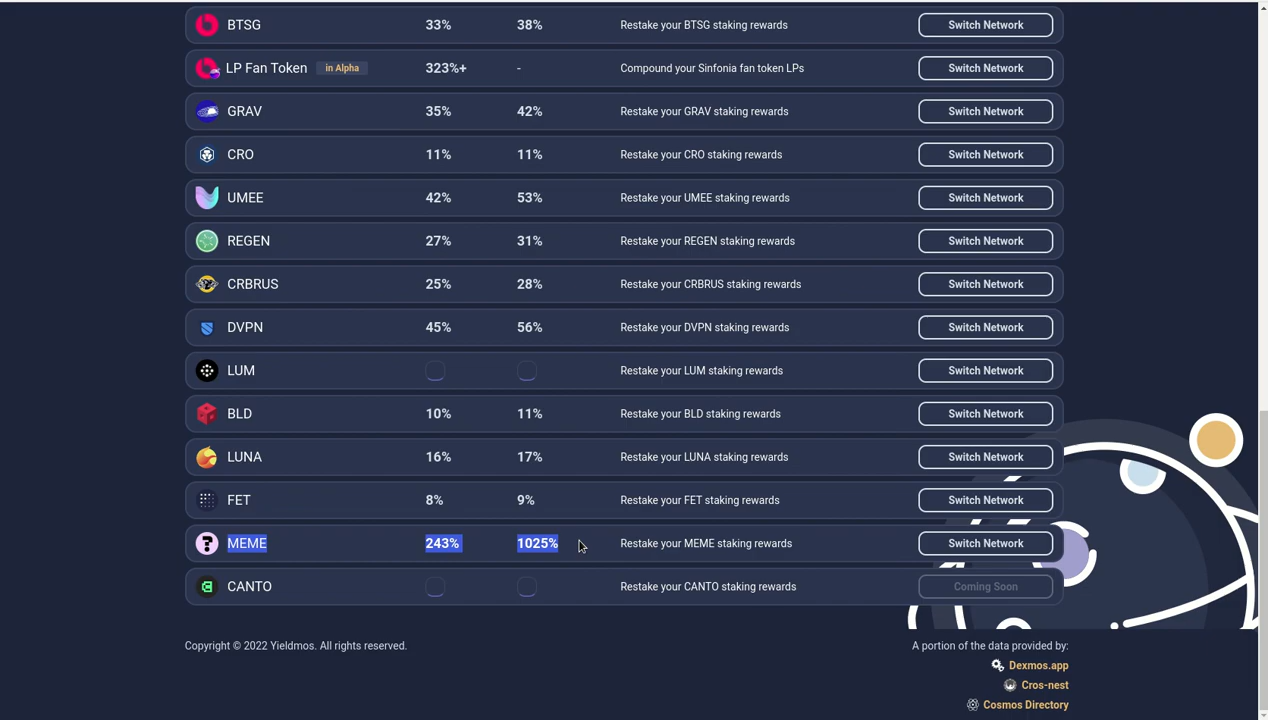 BTSG 33% 38% Restake your BTSG staking rewards Switch Network
LP Fan Token in Alpha 323%+ - Compound your Sinfonia fan token LPs Switch Network
GRAV 35% 42% Restake your GRAV staking rewards Switch Network
CRO 11% 11% Restake your CRO staking rewards Switch Network
UMEE 42% 53% Restake your UMEE staking rewards Switch Network
REGEN 27% 31% Restake your REGEN staking rewards Switch Network
CRBRUS 25% 28% Restake your CRBRUS staking rewards Switch Network
DVPN 45% 56% Restake your DVPN staking rewards Switch Network
LUM Restake your LUM staking rewards Switch Network
BLD 10% 11% Restake your BLD staking rewards Switch Network
LUNA 16% 17% Restake your LUNA staking rewards Switch Network
FET 8% 9% Restake your FET staking rewards Switch Network
MEME 243% 1025% Restake your MEME staking rewards Switch Network
CANTO Restake your CANTO staking rewards Coming Soon
Copyright © 2022 Yieldmos. All rights reserved. A portion of the data provided by:
Dexmos.app
Cros-nest
Cosmos Directory